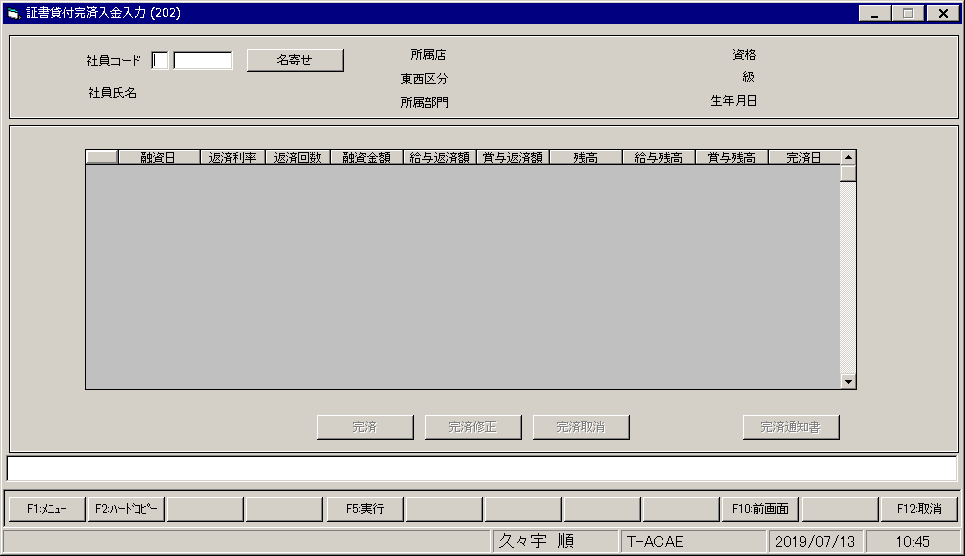 証書貸付完済入金入力 (202)
社員コード 名寄せ 所属店 資格
東西区分 級
社員氏名 所属部門 生年月日
融資日 返済利率 返済回数 融資金額 給与返済額 賞与返済額 残高 給与残高 賞与残高 完済日
完済 完済修正 完済取消 完済通知書
F1:ﾒﾆｭｰ F2:ﾊｰﾄﾞｺﾋﾟｰ F5:実行 F10:前画面 F12:取消
久々宇 順 T-ACAE 2019/07/13 10:45